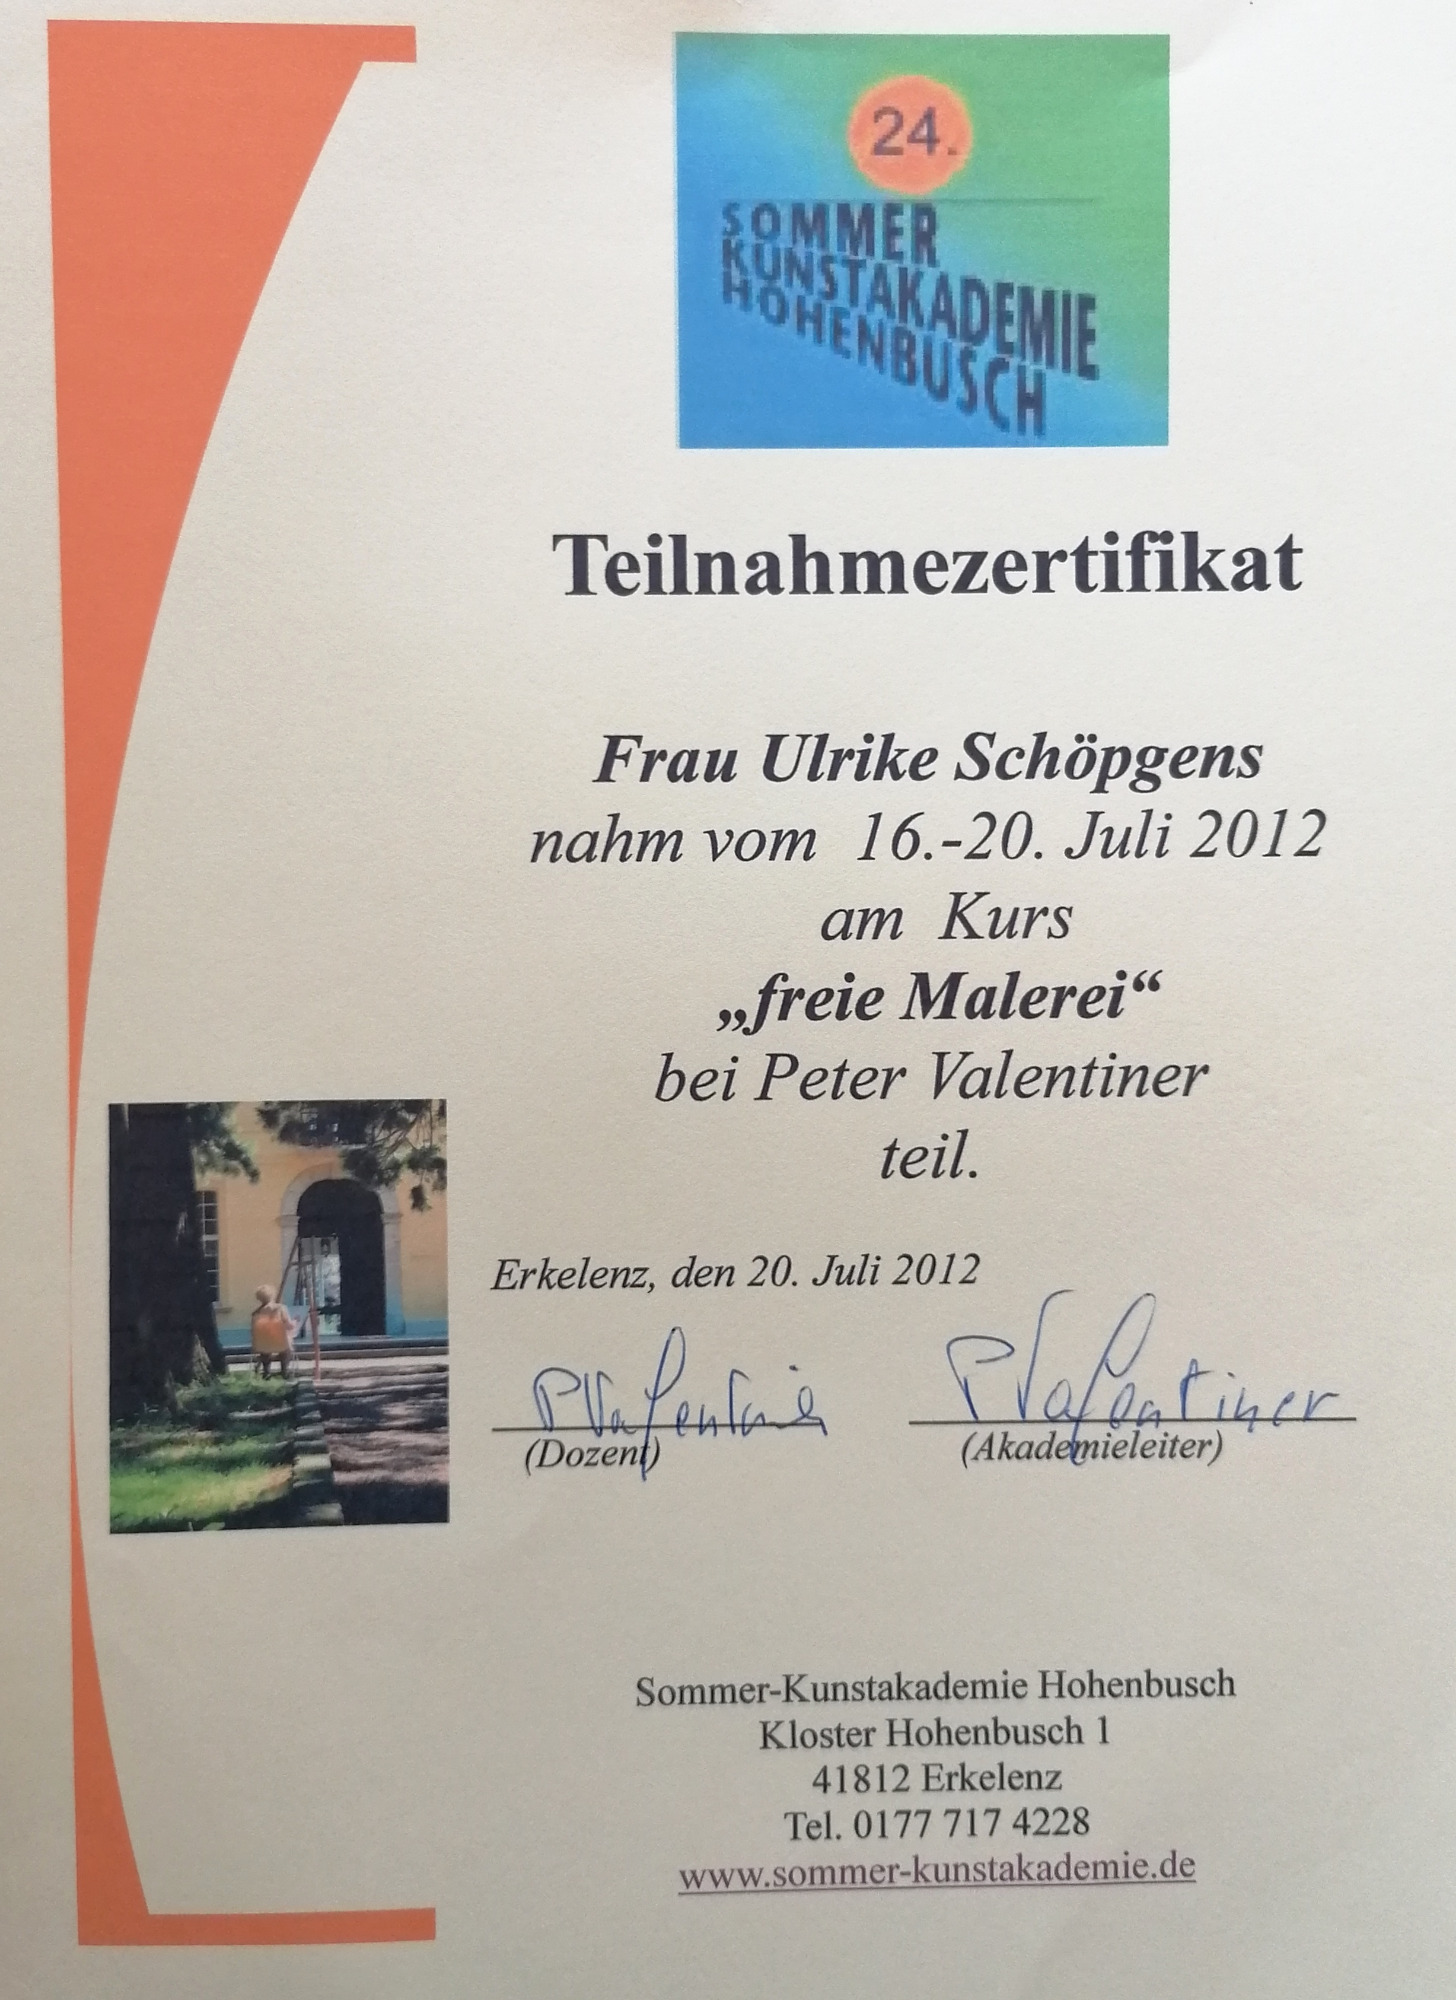 24.
SOMMER
KUNSTAKADEMIE
HOHENBUSCH
Teilnahmezertifikat
Frau Ulrike Schöpgens
nahm vom 16.-20. Juli 2012
am Kurs
„freie Malerei“
bei Peter Valentiner
teil.
Erkelenz, den 20. Juli 2012
P Valentiner P Valentiner
(Dozent) (Akademieleiter)
Sommer-Kunstakademie Hohenbusch
Kloster Hohenbusch 1
41812 Erkelenz
Tel. 0177 717 4228
www.sommer-kunstakademie.de